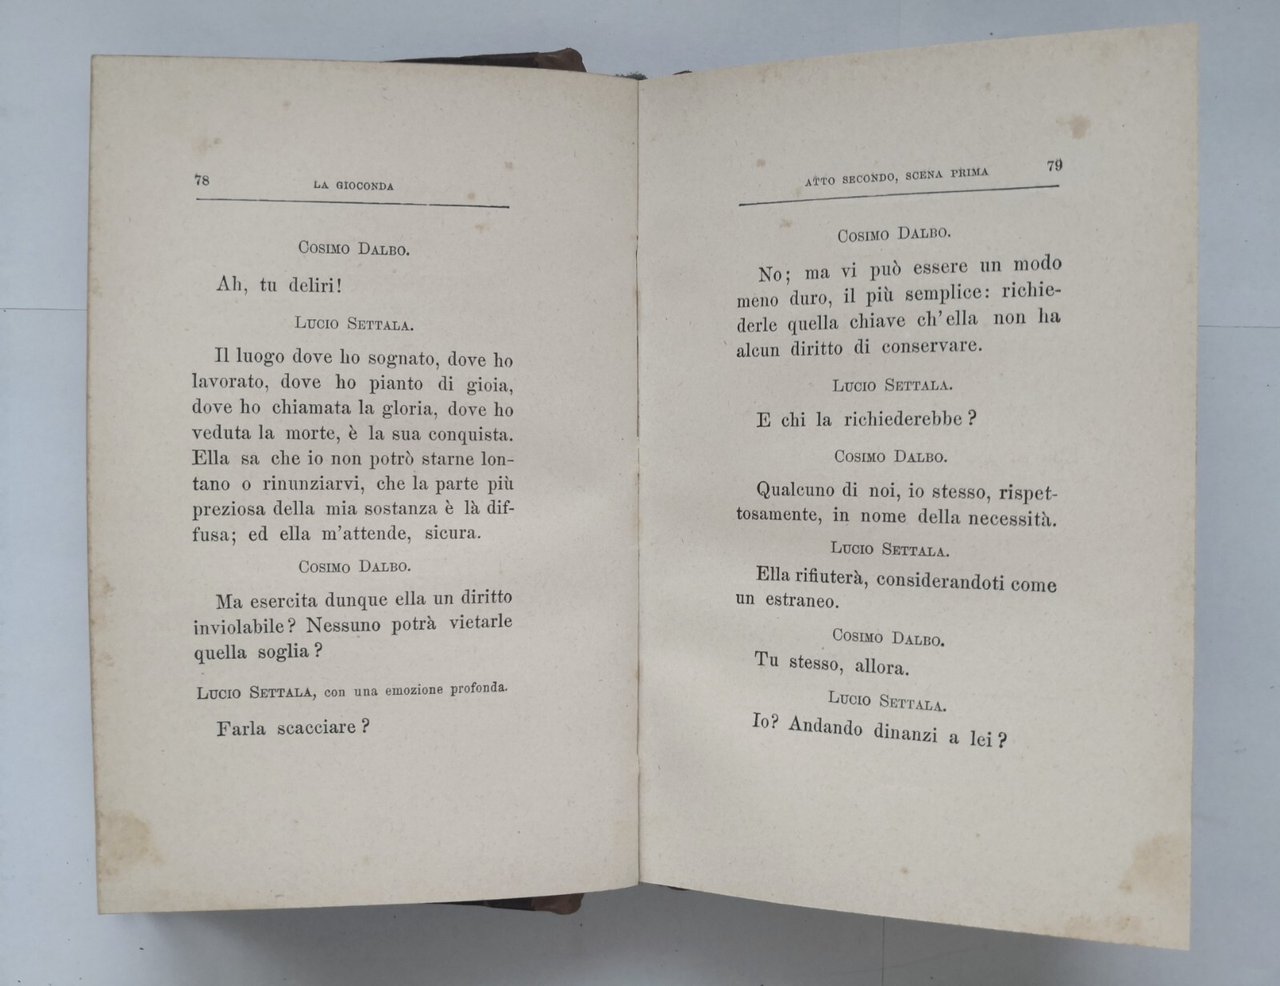 78
LA GIOCONDA
COSIMO DALBO.
Ah, tu deliri!
LUCIO SETTALA.
Il luogo dove ho sognato, dove ho
lavorato, dove ho pianto di gioia,
dove ho chiamata la gloria, dove ho
veduta la morte, è la sua conquista.
Ella sa che io non potrò starne lon-
tano o rinunziarvi, che la parte più
preziosa della mia sostanza è là dif-
fusa; ed ella m'attende, sicura.
COSIMO DALBO.
Ma esercita dunque ella un diritto
inviolabile? Nessuno potrà vietarle
quella soglia?
LUCIO SETTALA, con una emozione profonda.
Farla scacciare?
ATTO SECONDO, SCENA PRIMA
79
COSIMO DALBO.
No; ma vi può essere un modo
meno duro, il più semplice: richie-
derle quella chiave ch'ella non ha
alcun diritto di conservare.
LUCIO SETTALA.
E chi la richiederebbe?
COSIMO DALBO.
Qualcuno di noi, io stesso, rispet-
tosamente, in nome della necessità.
LUCIO SETTALA.
Ella rifiuterà, considerandoti come
un estraneo.
COSIMO DALBO.
Tu stesso, allora.
LUCIO SETTALA.
Io? Andando dinanzi a lei?